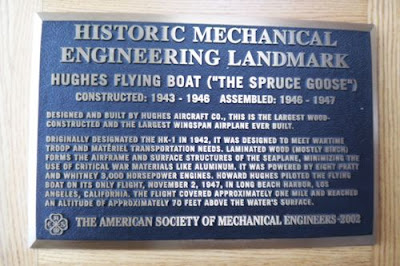 HISTORIC MECHANICAL
ENGINEERING LANDMARK
HUGHES FLYING BOAT ("THE SPRUCE GOOSE")
CONSTRUCTED: 1943 - 1946 ASSEMBLED: 1946 - 1947
DESIGNED AND BUILT BY HUGHES AIRCRAFT CO., THIS IS THE LARGEST WOOD-
CONSTRUCTED AND THE LARGEST WINGSPAN AIRPLANE EVER BUILT.
ORIGINALLY DESIGNATED THE HK-1 IN 1942, IT WAS DESIGNED TO MEET WARTIME
TROOP AND MATÉRIEL TRANSPORTATION NEEDS. LAMINATED WOOD (MOSTLY BIRCH)
FORMS THE AIRFRAME AND SURFACE STRUCTURES OF THE SEAPLANE, MINIMIZING THE
USE OF CRITICAL WAR MATERIALS LIKE ALUMINUM. IT WAS POWERED BY EIGHT PRATT
AND WHITNEY 3,000 HORSEPOWER ENGINES. HOWARD HUGHES PILOTED THE FLYING
BOAT ON ITS ONLY FLIGHT, NOVEMBER 2, 1947, IN LONG BEACH HARBOR, LOS
ANGELES, CALIFORNIA. THE FLIGHT COVERED APPROXIMATELY ONE MILE AND REACHED
AN ALTITUDE OF APPROXIMATELY 70 FEET ABOVE THE WATER'S SURFACE.
THE AMERICAN SOCIETY OF MECHANICAL ENGINEERS-2002